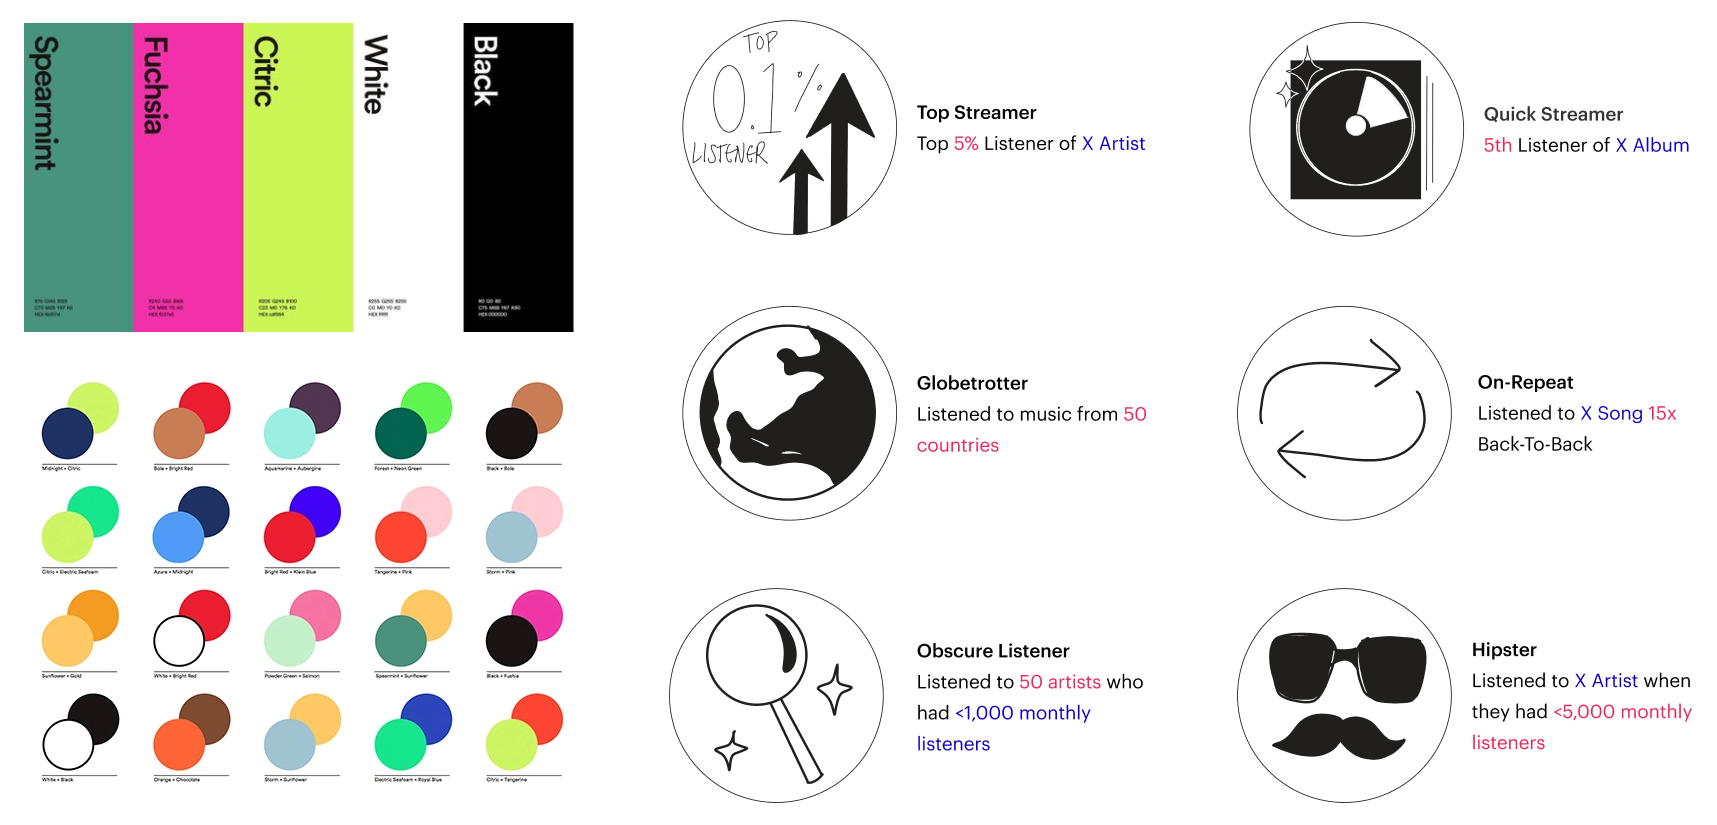 Spearmint
Fuchsia
Citric
White
Black
HEX:000000
Midnight + Citric
Bole + Bright Red
Aquamarine + Aubergine
Forest + Neon Green
Black + Bole
Citric + Electric Seafoam
Azure + Midnight
Bright Red + Klein Blue
Tangerine + Pink
Storm + Pink
Sunflower + Gold
White + Bright Red
Powder Green + Salmon
Spearmint + Sunflower
Black + Fushia
White + Black
Orange + Chocolate
Storm + Sunflower
Electric Seafoam + Royal Blue
Citric + Tangerine
TOP
0.1%
LISTENER
Top Streamer
Top 5% Listener of X Artist
Quick Streamer
5th Listener of X Album
Globetrotter
Listened to music from 50
countries
On-Repeat
Listened to X Song 15x
Back-To-Back
Obscure Listener
Listened to 50 artists who
had <1,000 monthly
listeners
Hipster
Listened to X Artist when
they had <5,000 monthly
listeners